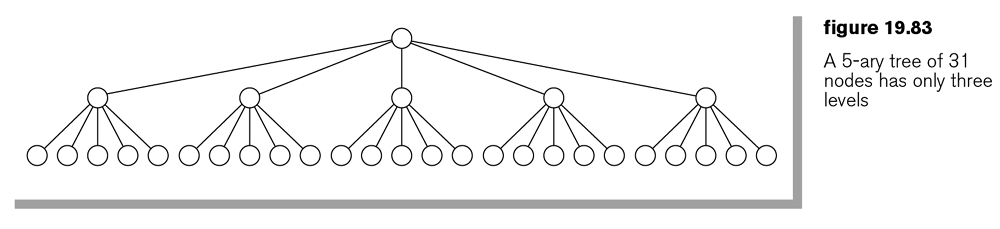 figure 19.83
A 5-ary tree of 31
nodes has only three
levels